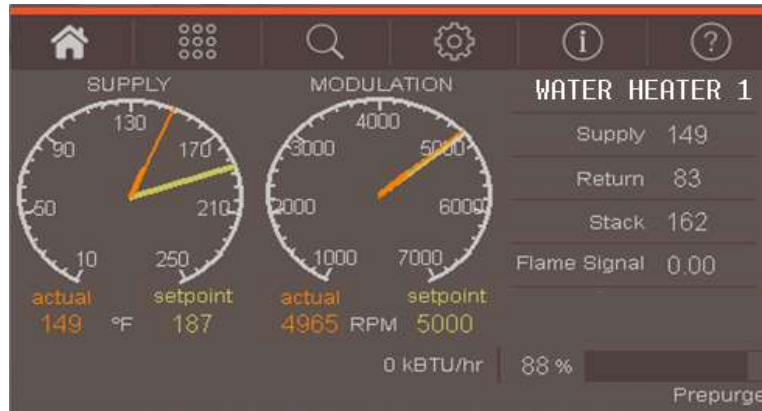 SUPPLY
10
50
90
130
170
210
250
actual
149
°F
setpoint
187
MODULATION
1000
2000
3000
4000
5000
6000
7000
actual
4965 RPM
setpoint
5000
WATER HEATER 1
Supply 149
Return 83
Stack 162
Flame Signal 0.00
0 kBTU/hr
88 %
Prepurge